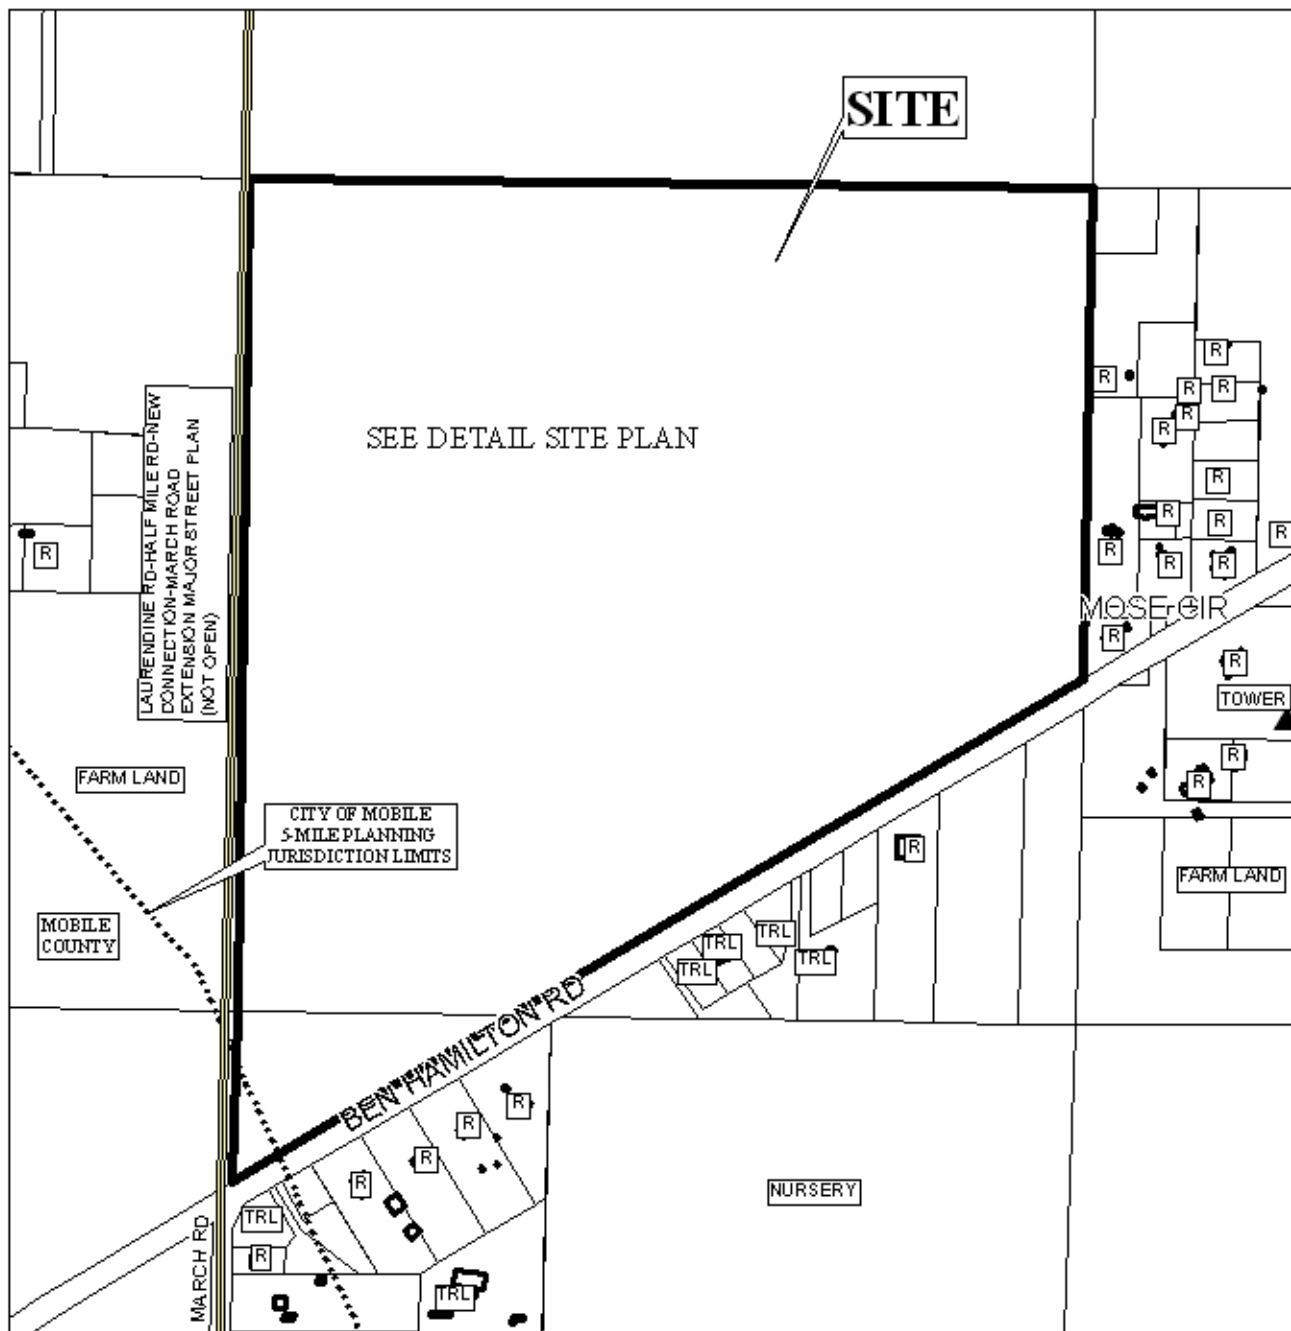 SITE
R
R
R
R
R
R
R
SEE DETAIL SITE PLAN
LAURENDINE RD-HALF MILE RD-NEW
CONNECTION-MARCH ROAD
EXTENSION MAJOR STREET PLAN
(NOT OPEN)
R
R
R
R
R
R
R
R
MOSE CIR
R
R
TOWER
R
R
FARM LAND
CITY OF MOBILE
5-MILE PLANNING
JURISDICTION LIMITS
R
FARM LAND
MOBILE
COUNTY
TRL
TRL
TRL
TRL
BEN HAMILTON RD
R
R
R
R
NURSERY
TRL
R
MARCH RD
TRL